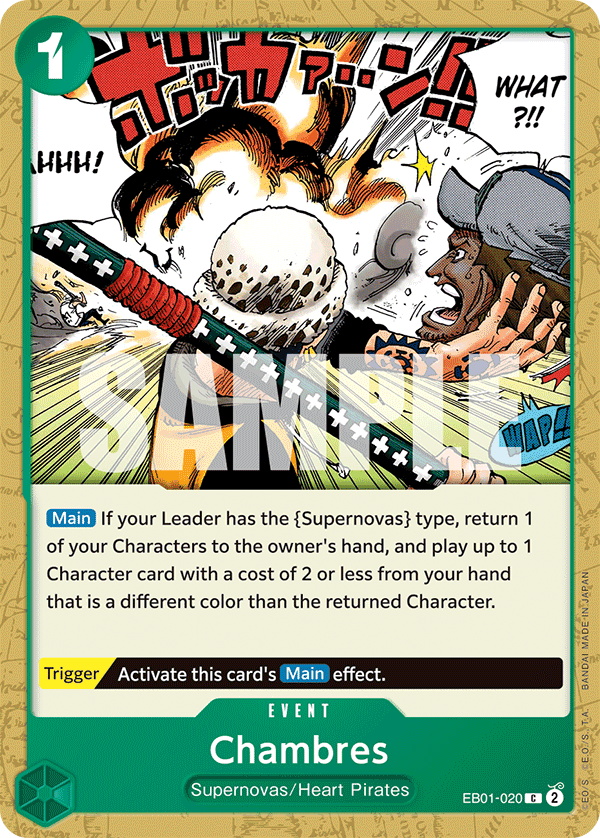 1
ボッカァ…ン!!
WHAT
?!!
AHHH!
WAP!!
SAMPLE
Main If your Leader has the {Supernovas} type, return 1
of your Characters to the owner's hand, and play up to 1
Character card with a cost of 2 or less from your hand
that is a different color than the returned Character.
Trigger Activate this card's Main effect.
EVENT
Chambres
Supernovas/Heart Pirates
EB01-020 C 2
©E.O./S. ©E.O./S.,T.A. BANDAI MADE IN JAPAN